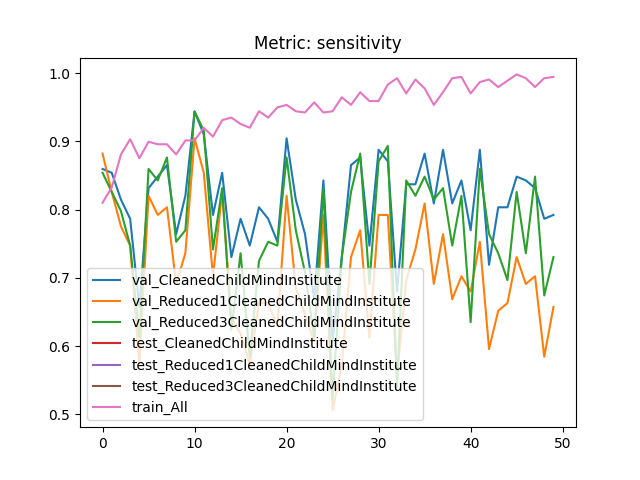 Metric: sensitivity
1.0
0.9
0.8
0.7
0.6
0.5
val_CleanedChildMindInstitute
val_Reduced1CleanedChildMindInstitute
val_Reduced3CleanedChildMindInstitute
test_CleanedChildMindInstitute
test_Reduced1CleanedChildMindInstitute
test_Reduced3CleanedChildMindInstitute
train_All
0 10 20 30 40 50